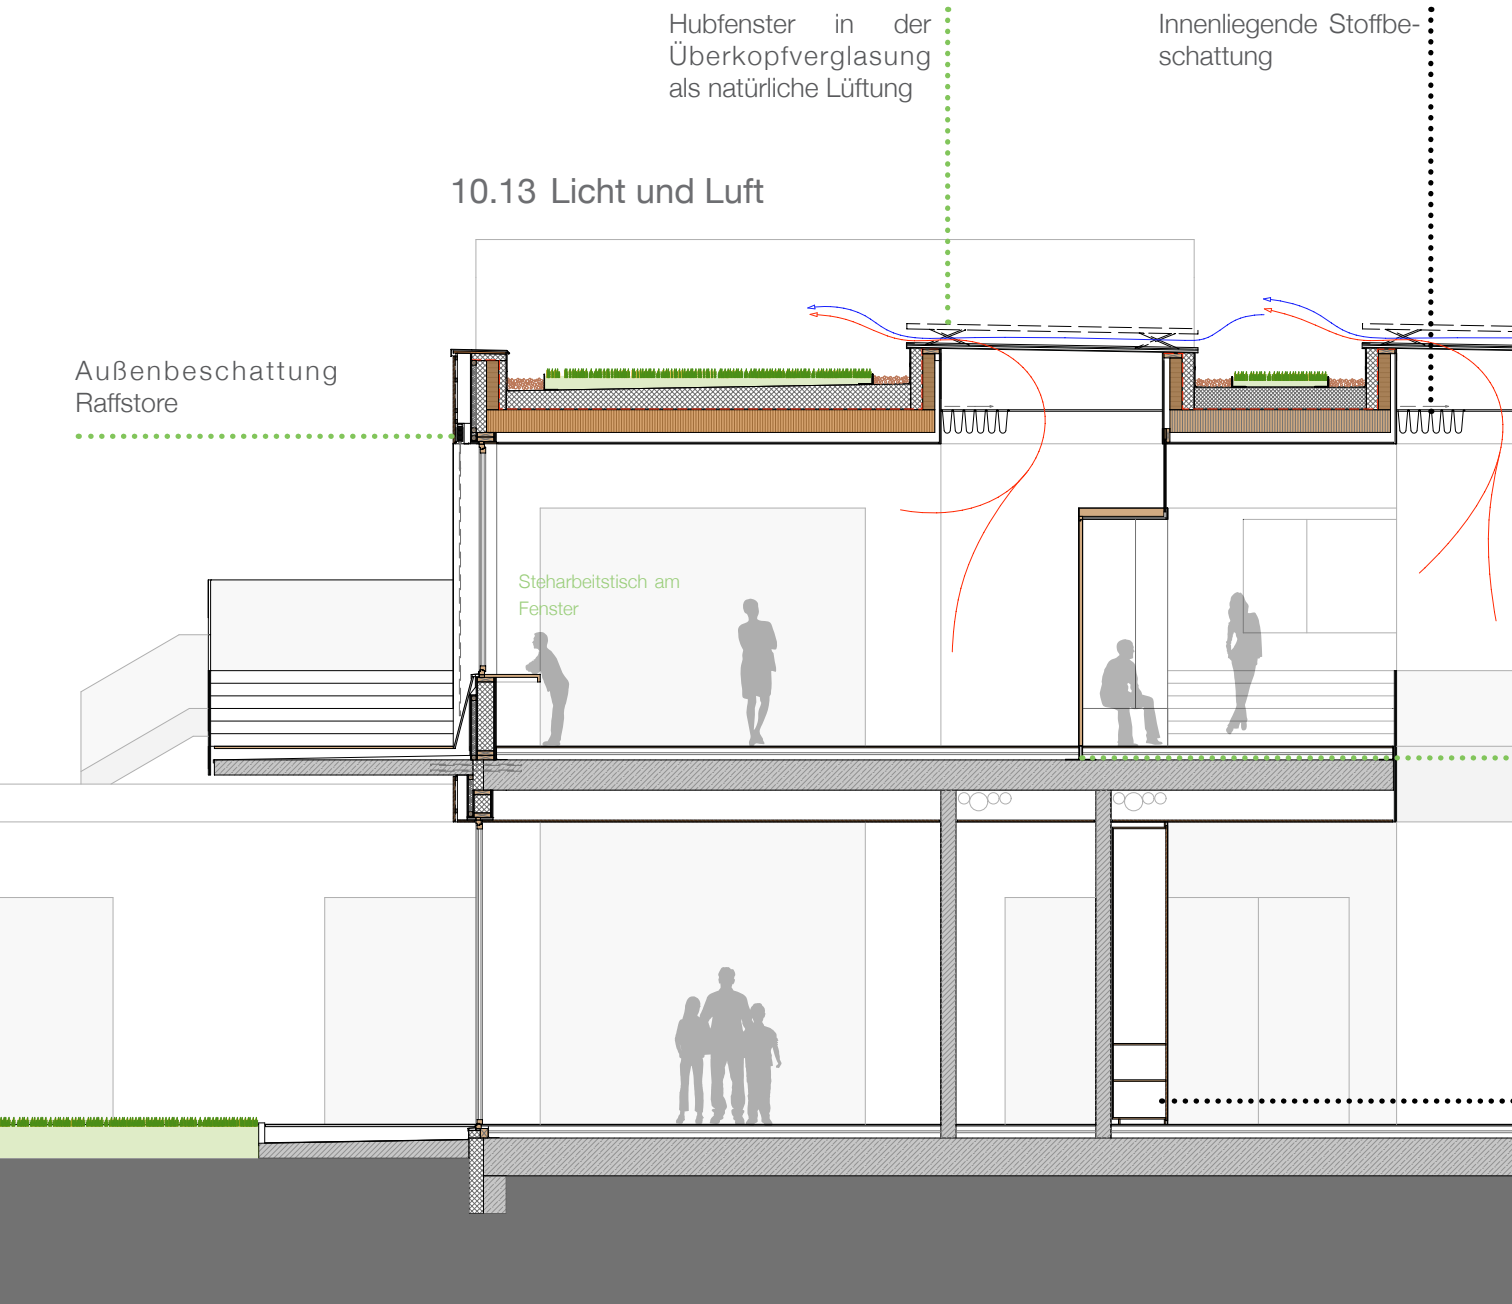 Hubfenster in der
Überkopfverglasung
als natürliche Lüftung
Innenliegende Stoffbe-
schattung
10.13 Licht und Luft
Außenbeschattung
Raffstore
Steharbeitstisch am
Fenster